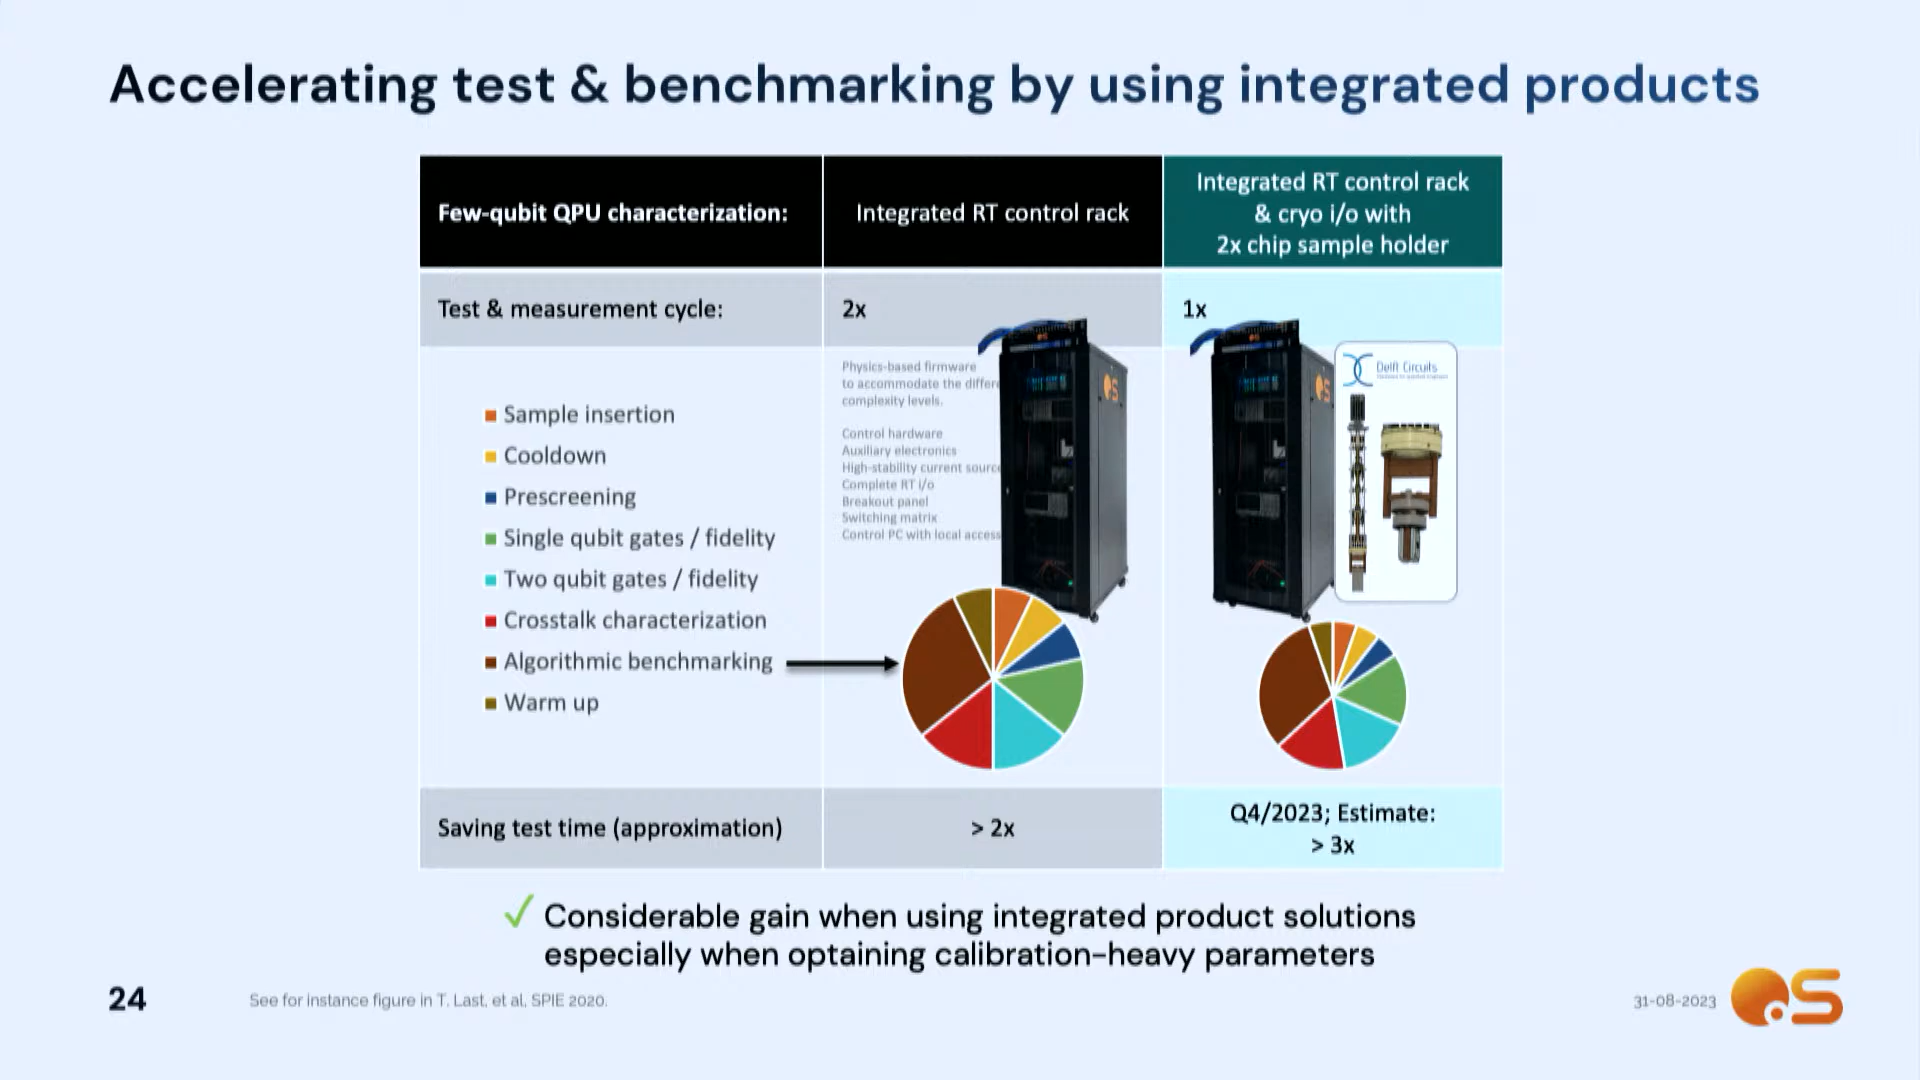 Accelerating test & benchmarking by using integrated products
Few-qubit QPU characterization:
Integrated RT control rack
Integrated RT control rack
& cryo i/o with
2x chip sample holder
Test & measurement cycle:
2x
1x
Sample insertion
Cooldown
Prescreening
Single qubit gates / fidelity
Two qubit gates / fidelity
Crosstalk characterization
Algorithmic benchmarking
Warm up
Physics-based firmware
to accommodate the differe
complexity levels.
Control hardware
Auxiliary electronics
High-stability current source
Complete RT i/o
Breakout panel
Switching matrix
Control PC with local access
Delft Circuits
Saving test time (approximation)
> 2x
Q4/2023; Estimate:
> 3x
✓ Considerable gain when using integrated product solutions
especially when optaining calibration-heavy parameters
24
See for instance figure in T. Last, et al, SPIE 2020.
31-08-2023
QS